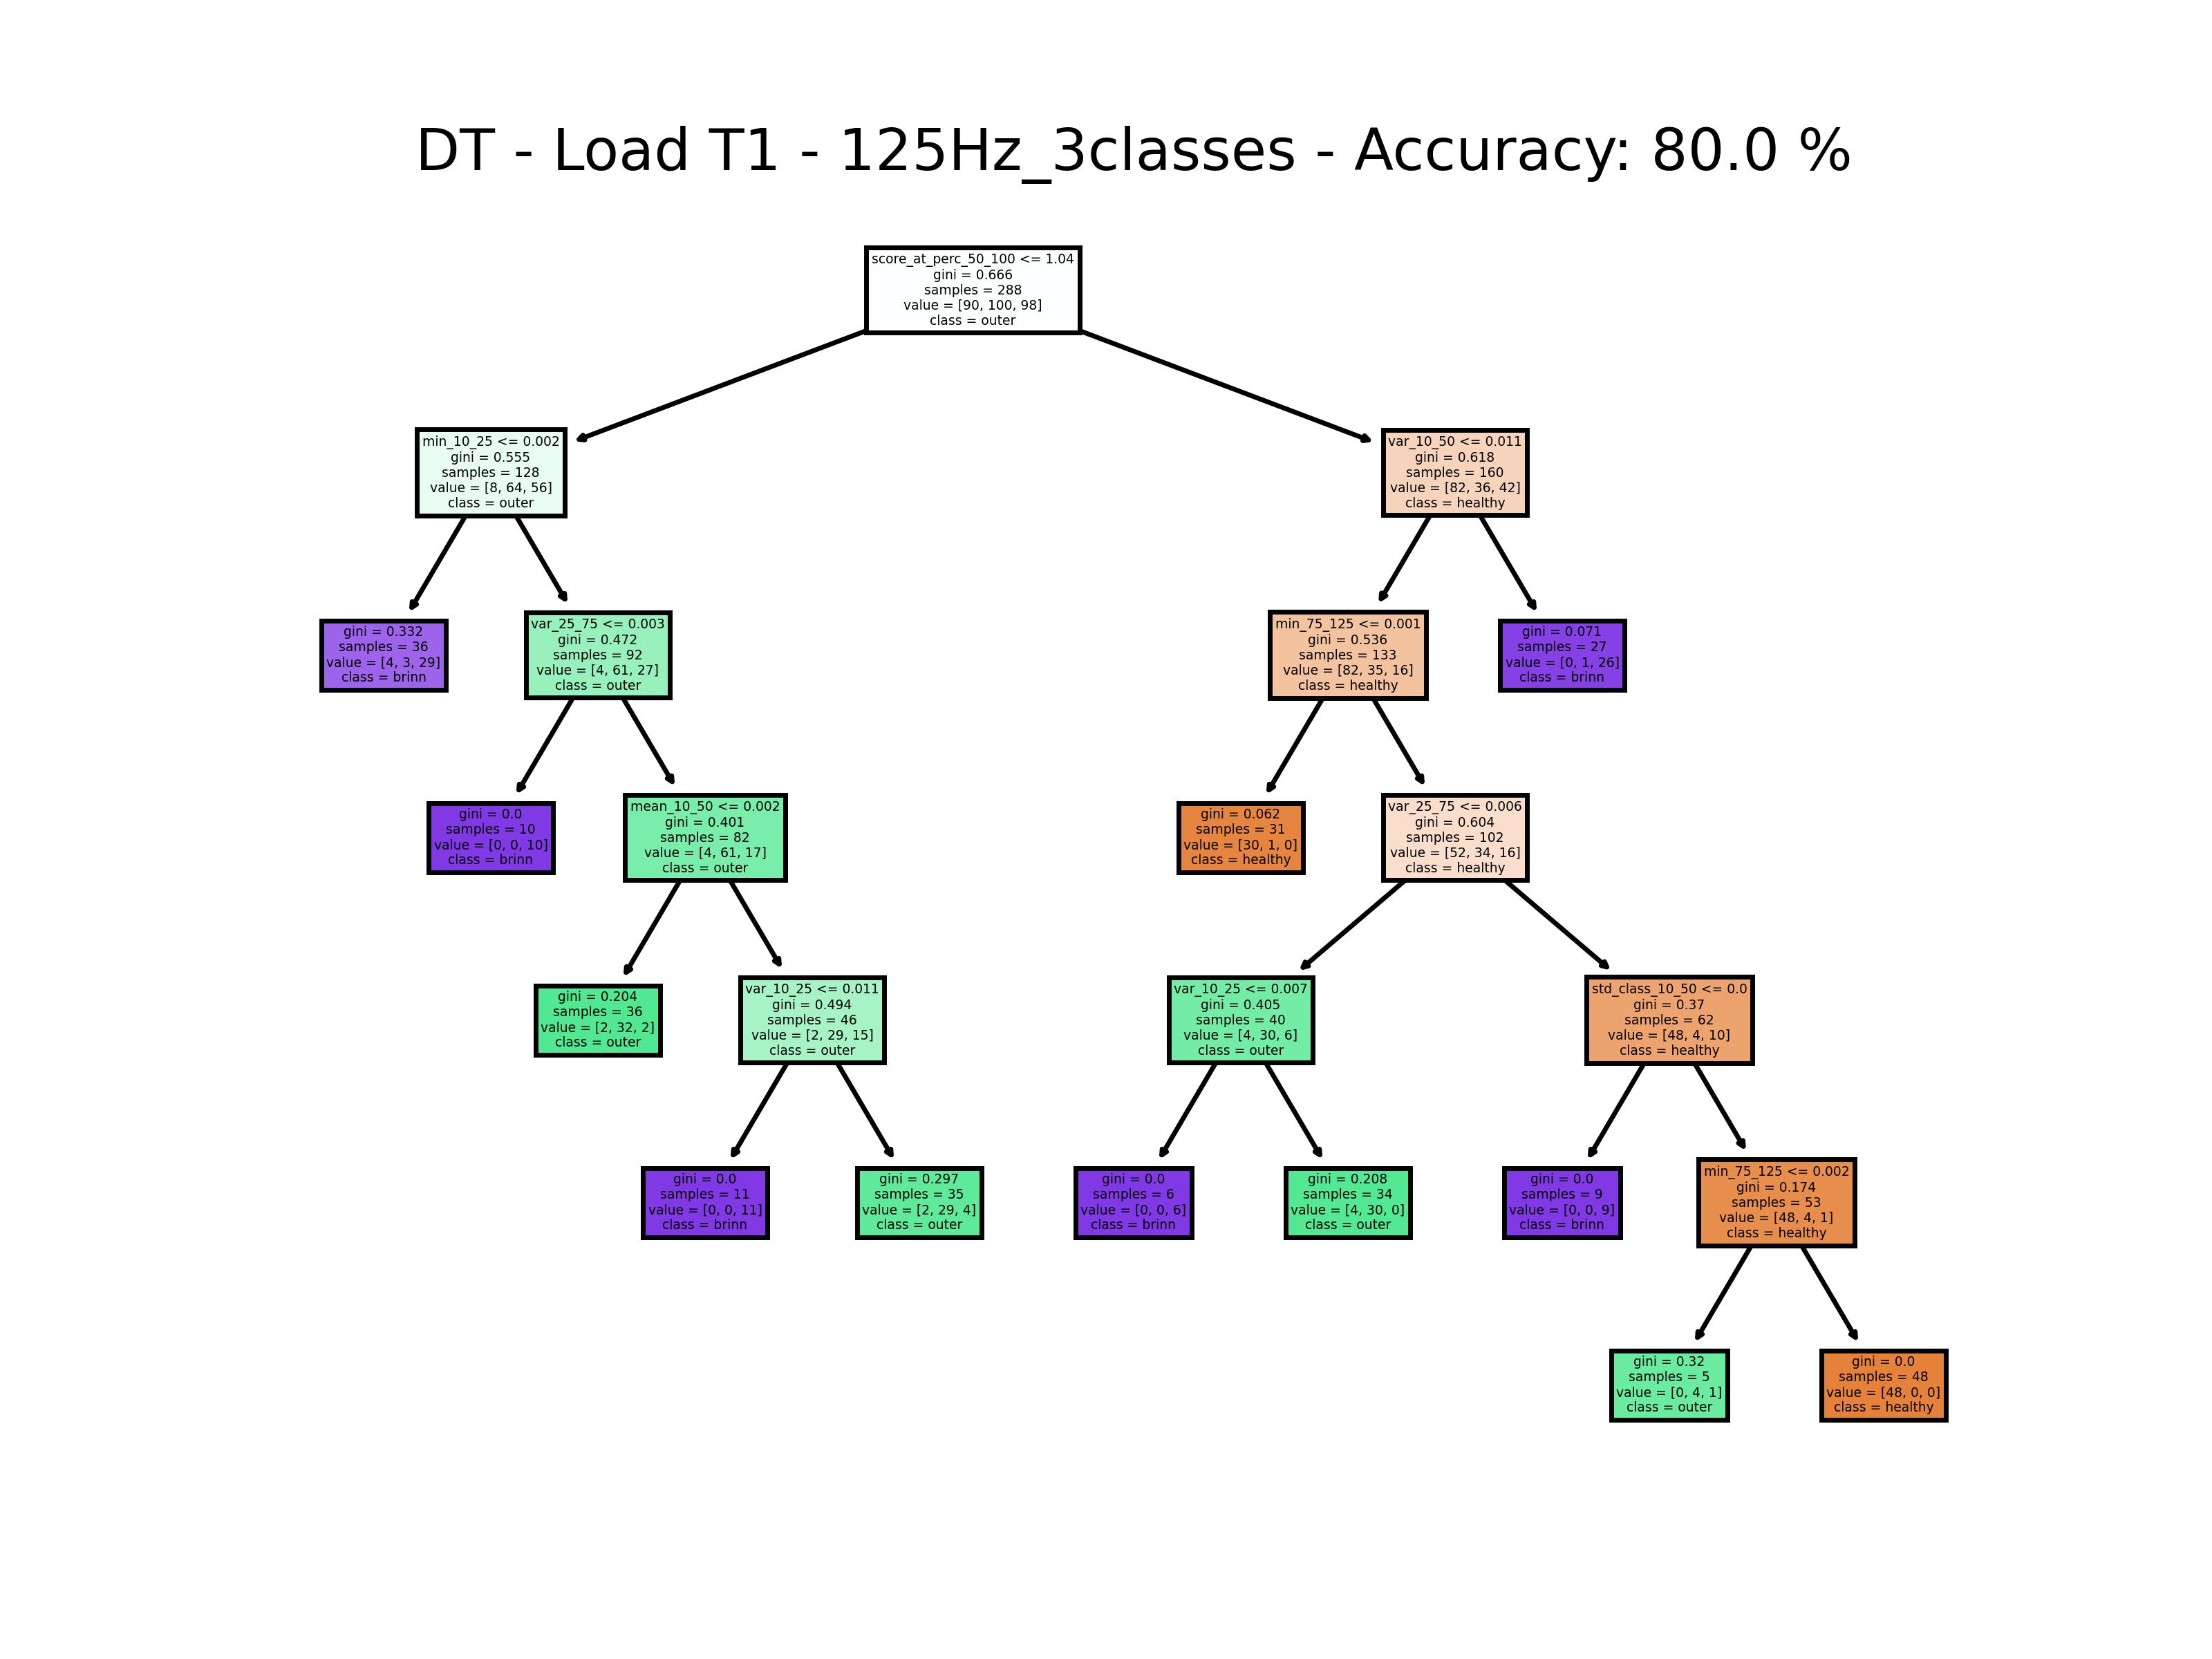 DT - Load T1 - 125Hz_3classes - Accuracy: 80.0 %
score_at_perc_50_100 <= 1.04
gini = 0.666
samples = 288
value = [90, 100, 98]
class = outer
min_10_25 <= 0.002
gini = 0.555
samples = 128
value = [8, 64, 56]
class = outer
var_10_50 <= 0.011
gini = 0.618
samples = 160
value = [82, 36, 42]
class = healthy
gini = 0.332
samples = 36
value = [4, 3, 29]
class = brinn
var_25_75 <= 0.003
gini = 0.472
samples = 92
value = [4, 61, 27]
class = outer
min_75_125 <= 0.001
gini = 0.536
samples = 133
value = [82, 35, 16]
class = healthy
gini = 0.071
samples = 27
value = [0, 1, 26]
class = brinn
gini = 0.0
samples = 10
value = [0, 0, 10]
class = brinn
mean_10_50 <= 0.002
gini = 0.401
samples = 82
value = [4, 61, 17]
class = outer
gini = 0.062
samples = 31
value = [30, 1, 0]
class = healthy
var_25_75 <= 0.006
gini = 0.604
samples = 102
value = [52, 34, 16]
class = healthy
gini = 0.204
samples = 36
value = [2, 32, 2]
class = outer
var_10_25 <= 0.011
gini = 0.494
samples = 46
value = [2, 29, 15]
class = outer
var_10_25 <= 0.007
gini = 0.405
samples = 40
value = [4, 30, 6]
class = outer
std_class_10_50 <= 0.0
gini = 0.37
samples = 62
value = [48, 4, 10]
class = healthy
gini = 0.0
samples = 11
value = [0, 0, 11]
class = brinn
gini = 0.297
samples = 35
value = [2, 29, 4]
class = outer
gini = 0.0
samples = 6
value = [0, 0, 6]
class = brinn
gini = 0.208
samples = 34
value = [4, 30, 0]
class = outer
gini = 0.0
samples = 9
value = [0, 0, 9]
class = brinn
min_75_125 <= 0.002
gini = 0.174
samples = 53
value = [48, 4, 1]
class = healthy
gini = 0.32
samples = 5
value = [0, 4, 1]
class = outer
gini = 0.0
samples = 48
value = [48, 0, 0]
class = healthy